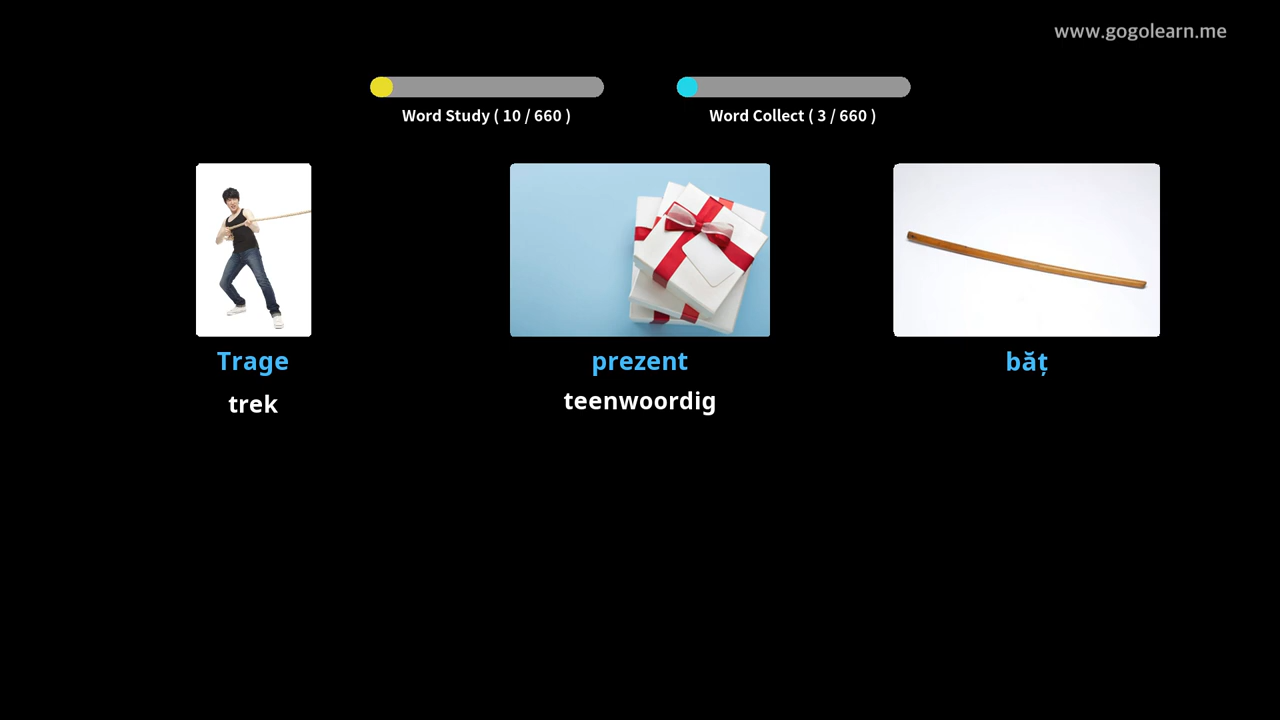 www.gogolearn.me
Word Study ( 10 / 660 )
Word Collect ( 3 / 660 )
Trage
prezent
băț
trek
teenwoordig